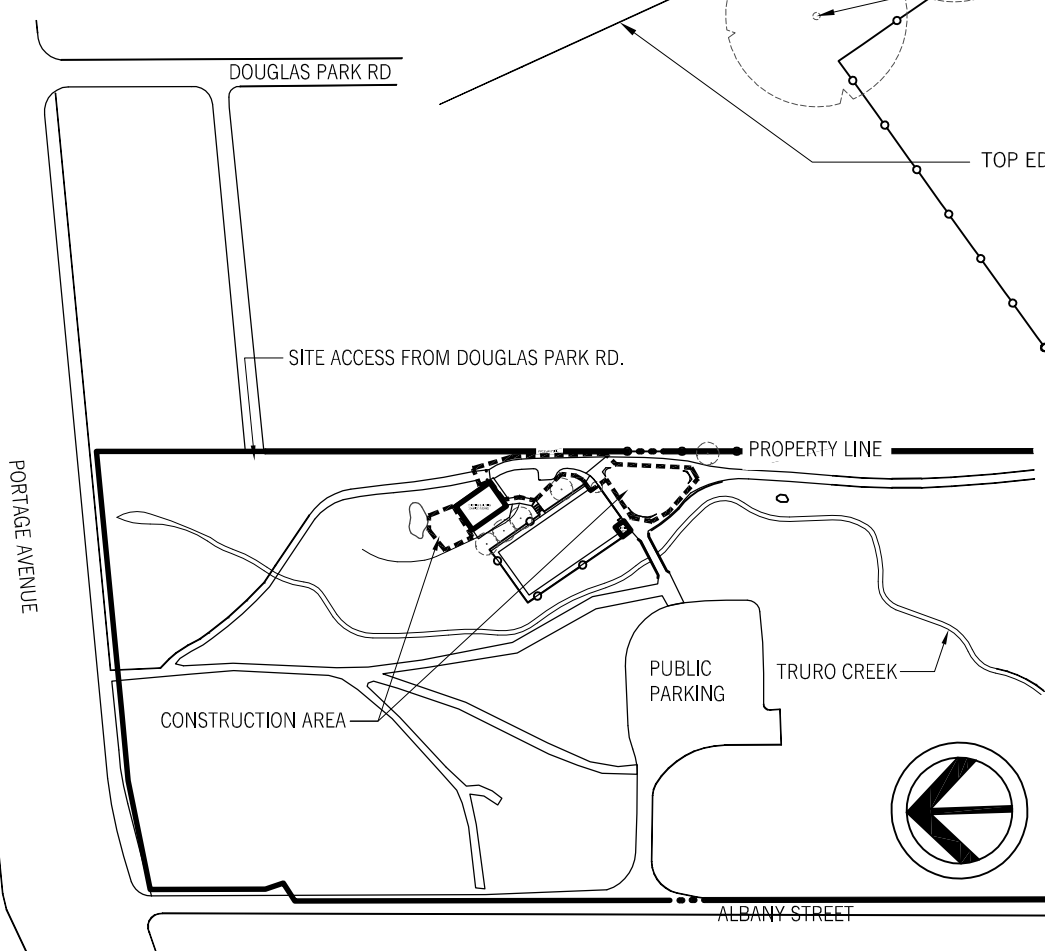 DOUGLAS PARK RD
TOP ED
SITE ACCESS FROM DOUGLAS PARK RD.
PROPERTY LINE
PORTAGE AVENUE
PUBLIC
PARKING
TRURO CREEK
CONSTRUCTION AREA
ALBANY STREET